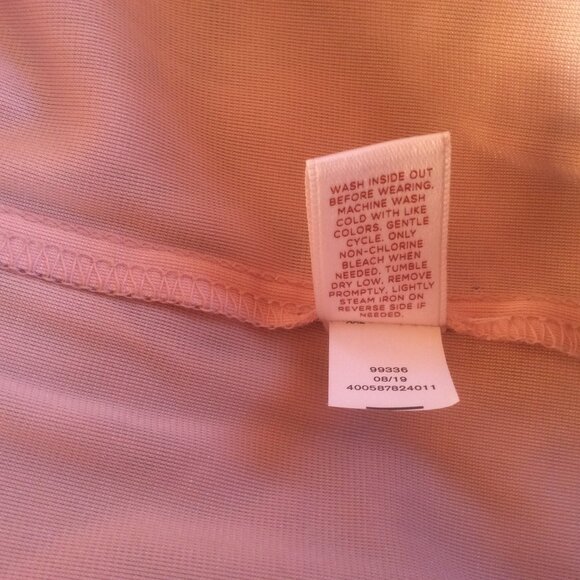 WASH INSIDE OUT
BEFORE WEARING.
MACHINE WASH
COLD WITH LIKE
COLORS. GENTLE
CYCLE. ONLY
NON-CHLORINE
BLEACH WHEN
NEEDED. TUMBLE
DRY LOW. REMOVE
PROMPTLY. LIGHTLY
STEAM IRON ON
REVERSE SIDE IF
NEEDED.
99336
08/19
400587824011